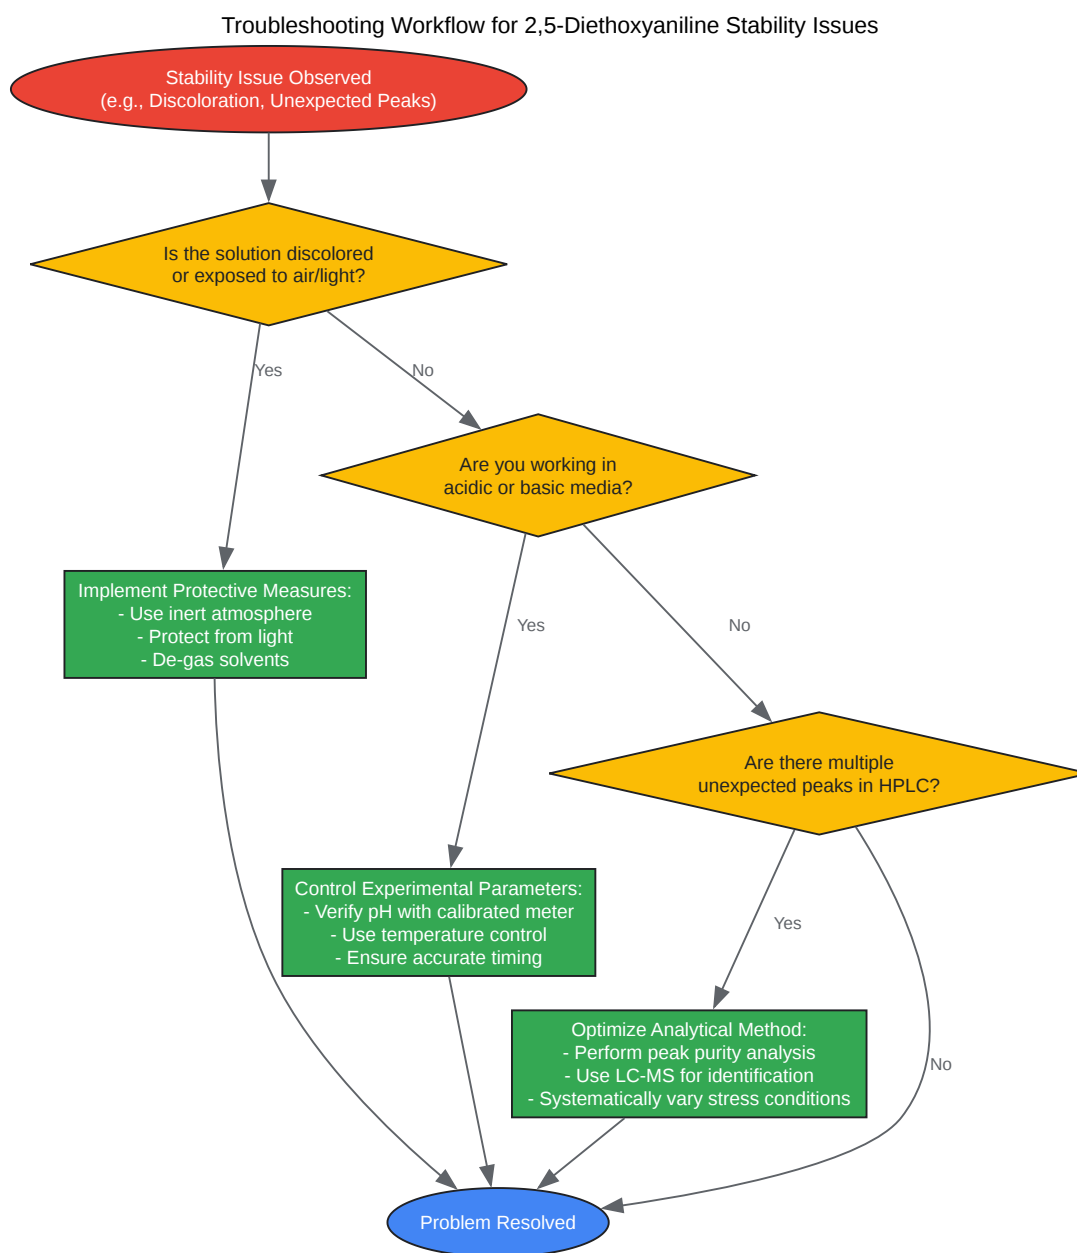 Troubleshooting Workflow for 2,5-Diethoxyaniline Stability Issues
Stability Issue Observed
(e.g., Discoloration, Unexpected Peaks)
Is the solution discolored
or exposed to air/light?
Yes
No
Are you working in
acidic or basic media?
Implement Protective Measures:
- Use inert atmosphere
- Protect from light
- De-gas solvents
Yes
No
Are there multiple
unexpected peaks in HPLC?
Control Experimental Parameters:
- Verify pH with calibrated meter
- Use temperature control
- Ensure accurate timing
Yes
Optimize Analytical Method:
- Perform peak purity analysis
- Use LC-MS for identification
- Systematically vary stress conditions
No
Problem Resolved